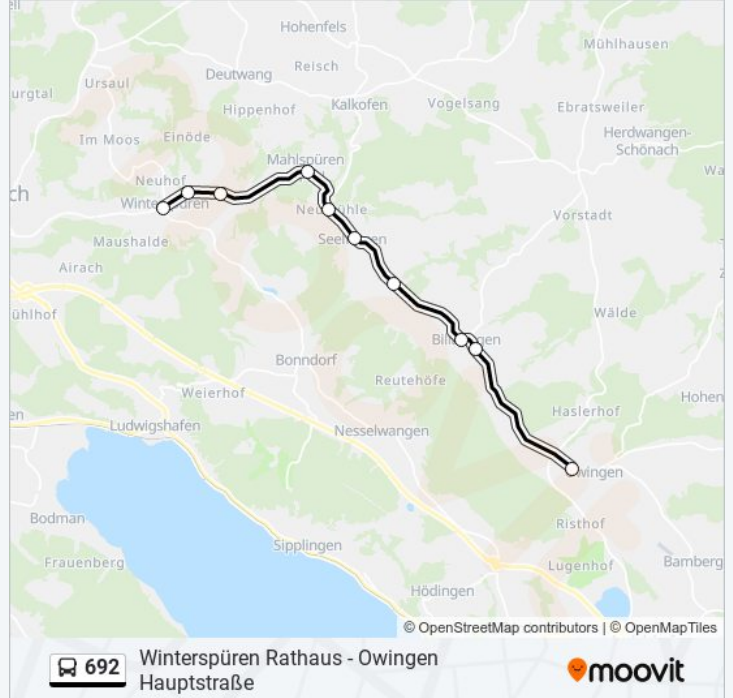 Hohenfels
Mühlhausen
Reisch
Deutwang
Ursaul
urgtal
Hippenhof
Kalkofen
Vogelsang
Ebratsweiler
Im Moos
Einöde
Herdwangen-
Schönach
Mahlspüren
Wa
Neuhof
ch
Vorstadt
Maushalde
Airach
ühlhof
Wälde
Bonndorf
Reutehöfe
Weierhof
Hohen
Haslerhof
en
Ludwigshafen
Nesselwangen
wingen
Bodman
Risthof
Sipplingen
Frauenberg
Lugenhof
Bamberg
Hödingen
© OpenStreetMap contributors | © OpenMapTiles
692
Winterspüren Rathaus - Owingen
Hauptstraße
moovit